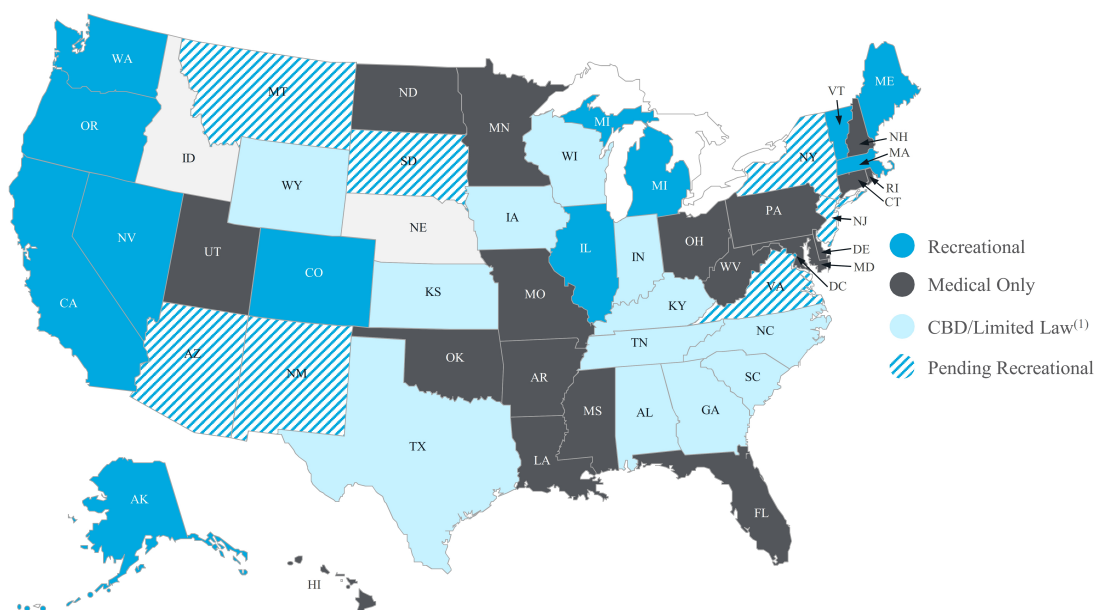 WA
OR
ID
MT
ND
MN
SD
WY
NE
NV
UT
CO
CA
AZ
NM
KS
OK
TX
IA
WI
MI
MI
IL
IN
OH
MO
AR
LA
MS
AL
GA
TN
KY
WV
VA
NC
SC
FL
PA
NY
VT
ME
NH
MA
RI
CT
NJ
DE
MD
DC
AK
HI
Recreational
Medical Only
CBD/Limited Law(1)
Pending Recreational